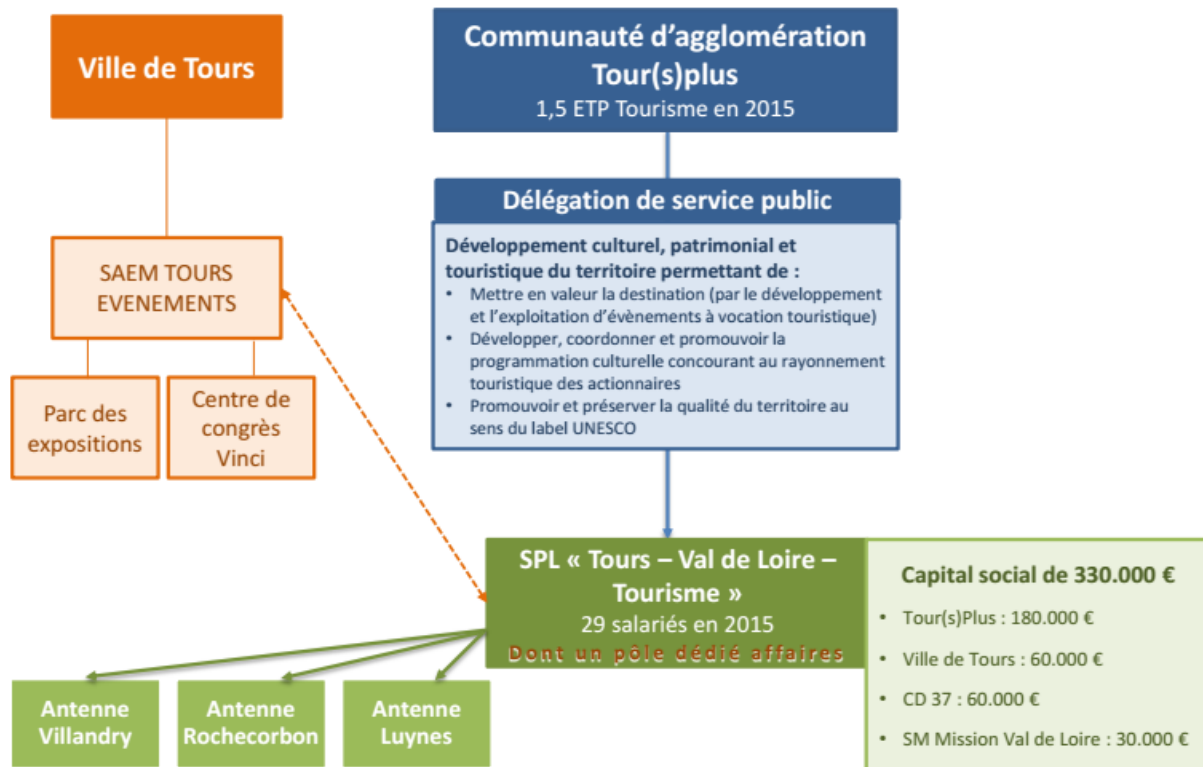 Ville de Tours
Communauté d'agglomération
Tour(s)plus
1,5 ETP Tourisme en 2015
Délégation de service public
Développement culturel, patrimonial et
touristique du territoire permettant de :
• Mettre en valeur la destination (par le développement
et l'exploitation d'évènements à vocation touristique)
• Développer, coordonner et promouvoir la
programmation culturelle concourant au rayonnement
touristique des actionnaires
• Promouvoir et préserver la qualité du territoire au
sens du label UNESCO
SAEM TOURS
EVENEMENTS
Parc des
expositions
Centre de
congrès
Vinci
SPL « Tours – Val de Loire –
Tourisme »
29 salariés en 2015
Dont un pôle dédié affaires
Capital social de 330.000 €
• Tour(s)Plus : 180.000 €
• Ville de Tours : 60.000 €
• CD 37 : 60.000 €
• SM Mission Val de Loire : 30.000 €
Antenne
Villandry
Antenne
Rochecorbon
Antenne
Luynes